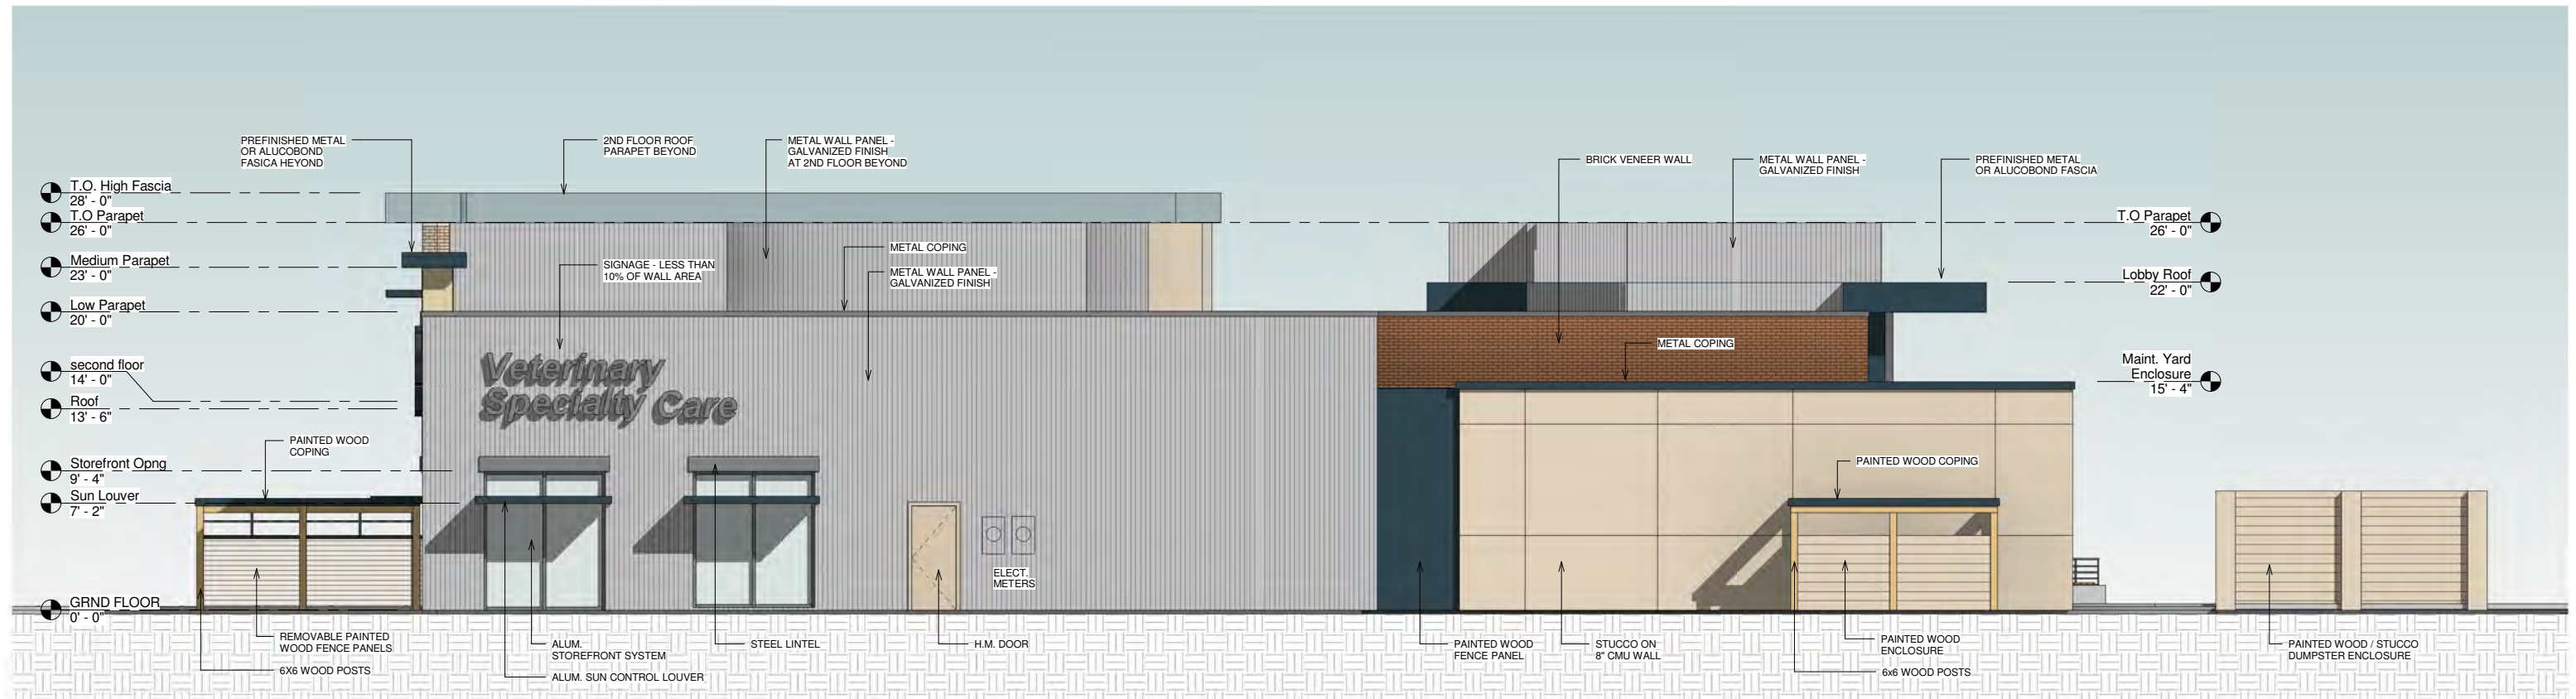 PREFINISHED METAL
OR ALUCOBOND
FASICA HEYOND
2ND FLOOR ROOF
PARAPET BEYOND
METAL WALL PANEL -
GALVANIZED FINISH
AT 2ND FLOOR BEYOND
BRICK VENEER WALL
METAL WALL PANEL -
GALVANIZED FINISH
PREFINISHED METAL
OR ALUCOBOND FASCIA
T.O. High Fascia
28' - 0"
T.O Parapet
26' - 0"
Medium Parapet
23' - 0"
Low Parapet
20' - 0"
second floor
14' - 0"
Roof
13' - 6"
Storefront Opng
9' - 4"
Sun Louver
7' - 2"
GRND FLOOR
0' - 0"
SIGNAGE - LESS THAN
10% OF WALL AREA
METAL COPING
METAL WALL PANEL -
GALVANIZED FINISH
T.O Parapet
26' - 0"
Lobby Roof
22' - 0"
Maint. Yard
Enclosure
15' - 4"
METAL COPING
Veterinary
Specialty Care
PAINTED WOOD
COPING
PAINTED WOOD COPING
ELECT.
METERS
REMOVABLE PAINTED
WOOD FENCE PANELS
6X6 WOOD POSTS
ALUM.
STOREFRONT SYSTEM
ALUM. SUN CONTROL LOUVER
STEEL LINTEL
H.M. DOOR
PAINTED WOOD
FENCE PANEL
STUCCO ON
8" CMU WALL
PAINTED WOOD
ENCLOSURE
6x6 WOOD POSTS
PAINTED WOOD / STUCCO
DUMPSTER ENCLOSURE